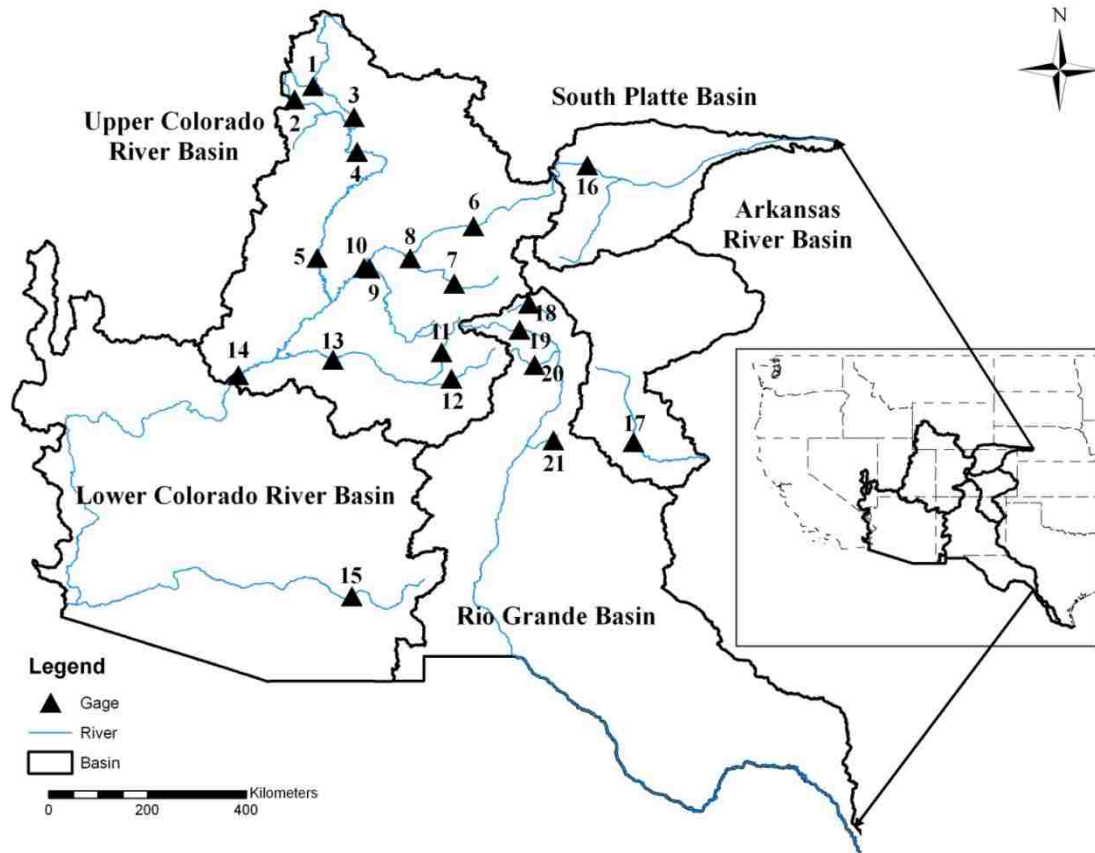 N
1
South Platte Basin
2
3
Upper Colorado
River Basin
4
16
6
Arkansas
River Basin
5
10
8
7
9
18
11
19
13
14
20
12
17
21
Lower Colorado River Basin
15
Rio Grande Basin
Legend
Gage
River
Basin
Kilometers
0 200 400